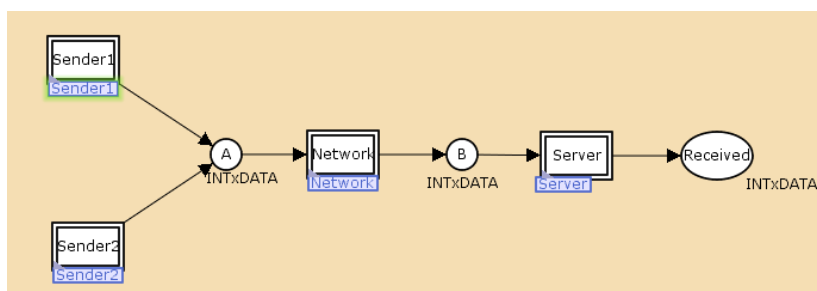 Sender1
Sender1
A
INTxDATA
Network
Network
B
INTxDATA
Server
Server
Received
INTxDATA
Sender2
Sender2